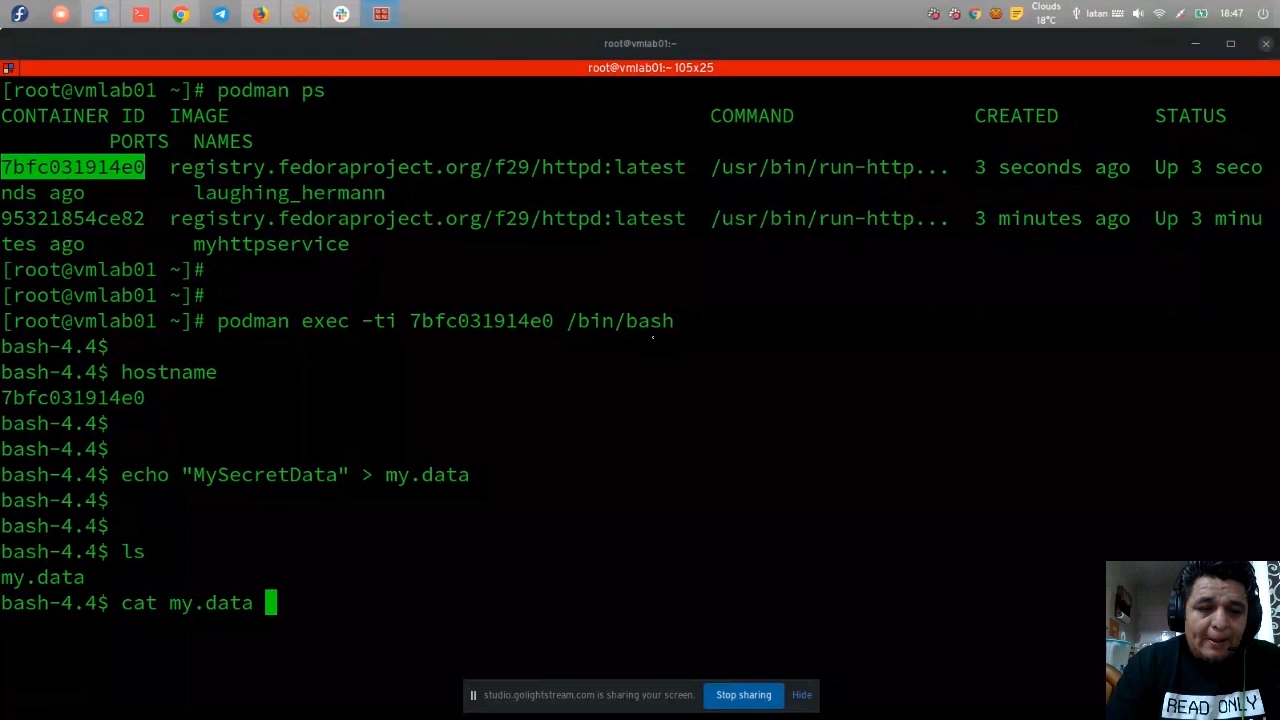 Clouds
18°C
latan
18:47
root@vmlab01:~
root@vmlab01:~ 105x25
[root@vmlab01 ~]# podman ps
CONTAINER ID  IMAGE  COMMAND  CREATED  STATUS
PORTS  NAMES
7bfc031914e0  registry.fedoraproject.org/f29/httpd:latest  /usr/bin/run-http...  3 seconds ago  Up 3 seco
nds ago  laughing_hermann
95321854ce82  registry.fedoraproject.org/f29/httpd:latest  /usr/bin/run-http...  3 minutes ago  Up 3 minu
tes ago  myhttpservice
[root@vmlab01 ~]#
[root@vmlab01 ~]#
[root@vmlab01 ~]# podman exec -ti 7bfc031914e0 /bin/bash
bash-4.4$
bash-4.4$ hostname
7bfc031914e0
bash-4.4$
bash-4.4$
bash-4.4$ echo "MySecretData" > my.data
bash-4.4$
bash-4.4$
bash-4.4$ ls
my.data
bash-4.4$ cat my.data
studio.golightstream.com is sharing your screen.
Stop sharing
Hide
READ ONLY